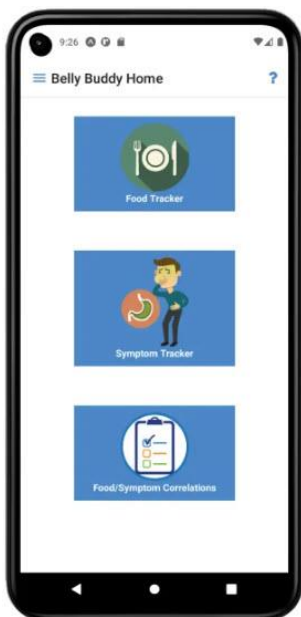 9:26
Belly Buddy Home
?
Food Tracker
Symptom Tracker
Food/Symptom Correlations